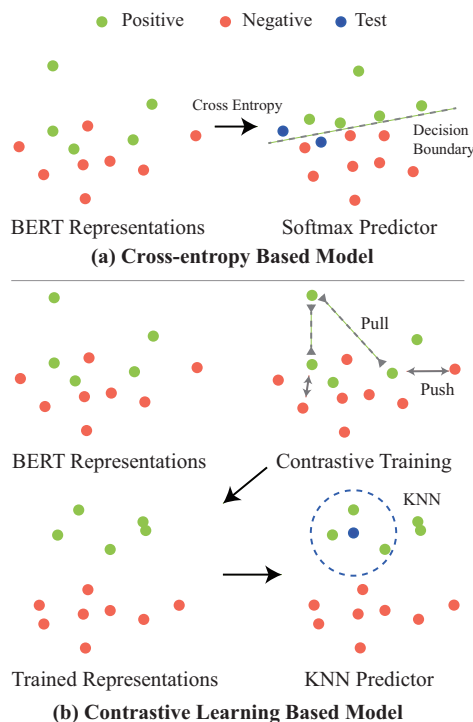 Positive Negative Test
Cross Entropy
Decision
Boundary
BERT Representations Softmax Predictor
(a) Cross-entropy Based Model
Pull
Push
BERT Representations Contrastive Training
KNN
Trained Representations KNN Predictor
(b) Contrastive Learning Based Model